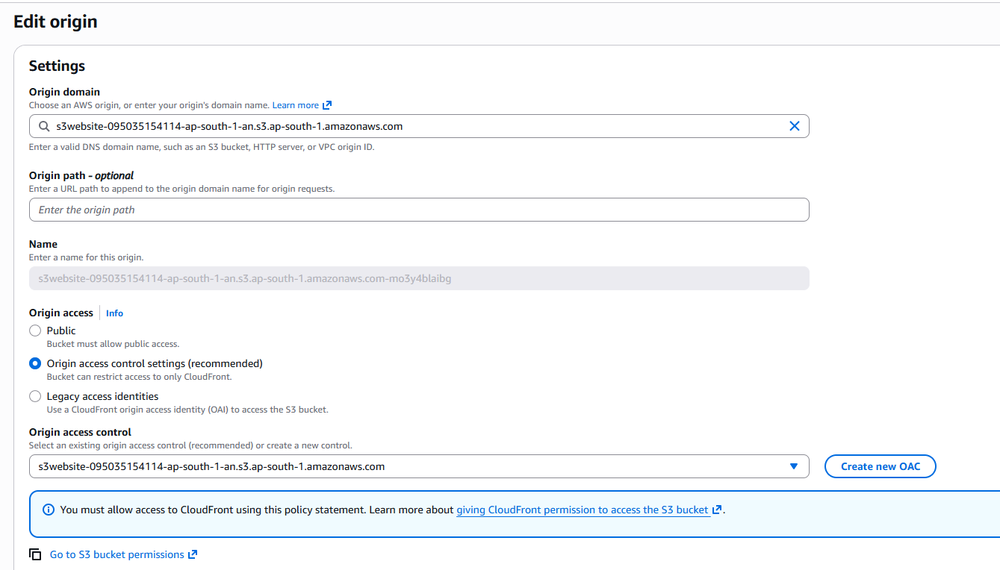 Edit origin
Settings
Origin domain
Choose an AWS origin, or enter your origin's domain name. Learn more
s3website-095035154114-ap-south-1-an.s3.ap-south-1.amazonaws.com
Enter a valid DNS domain name, such as an S3 bucket, HTTP server, or VPC origin ID.
Origin path - optional
Enter a URL path to append to the origin domain name for origin requests.
Enter the origin path
Name
Enter a name for this origin.
s3website-095035154114-ap-south-1-an.s3.ap-south-1.amazonaws.com-mo3y4blaibg
Origin access Info
Public
Bucket must allow public access.
Origin access control settings (recommended)
Bucket can restrict access to only CloudFront.
Legacy access identities
Use a CloudFront origin access identity (OAI) to access the S3 bucket.
Origin access control
Select an existing origin access control (recommended) or create a new control.
s3website-095035154114-ap-south-1-an.s3.ap-south-1.amazonaws.com
Create new OAC
You must allow access to CloudFront using this policy statement. Learn more about giving CloudFront permission to access the S3 bucket.
Go to S3 bucket permissions